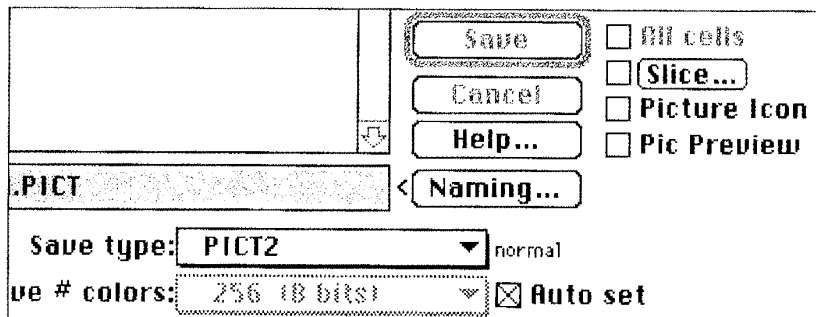 Save
All cells
Slice...
Cancel
Picture Icon
Help...
Pic Preview
.PICT
< Naming...
Save type: PICT2 normal
ve # colors: 256 (8 bits) Auto set